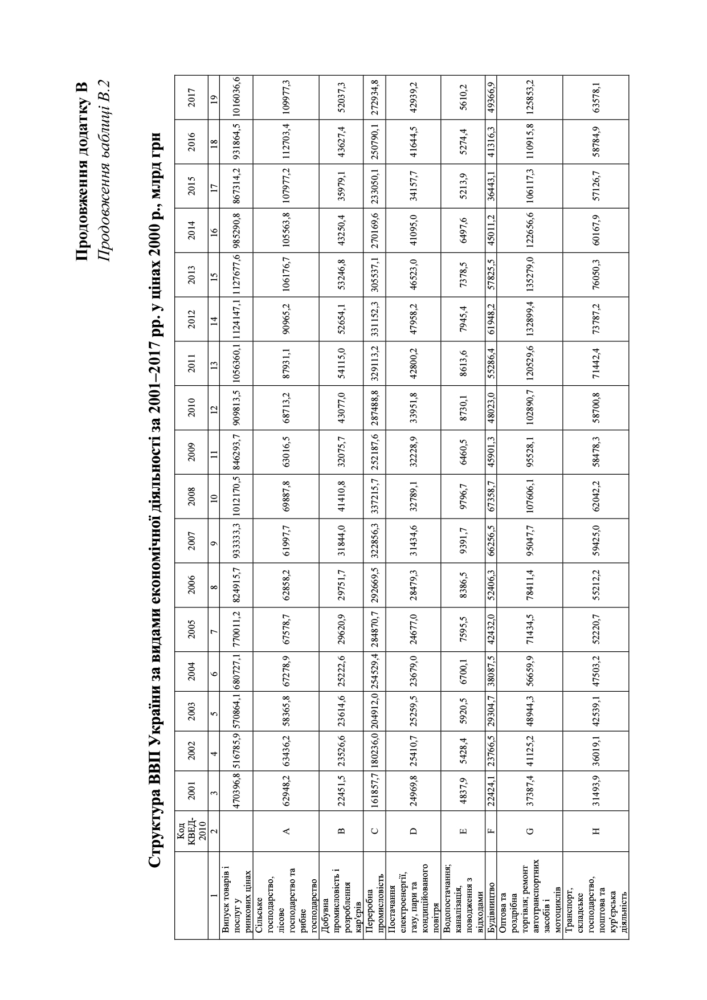 Продовження додатку В
Продовження ьаблиці В.2
Структура ВВП України за видами економічної діяльності за 2001–2017 рр. у цінах 2000 р., млрд грн
Код КВЕД-2010 2001 2002 2003 2004 2005 2006 2007 2008 2009 2010 2011 2012 2013 2014 2015 2016 2017
1 2 3 4 5 6 7 8 9 10 11 12 13 14 15 16 17 18 19
Випуск товарів і послуг у ринкових цінах 470396,8 516785,9 570864,1 680727,1 770011,2 824915,7 933333,3 1012170,5 846293,7 909813,5 1056360,1 1124147,1 1127677,6 985290,8 867314,2 931864,5 1016036,6
Сільське господарство, лісове господарство та рибне господарство A 62948,2 63436,2 58365,8 67278,9 67578,7 62858,2 61997,7 69887,8 63016,5 68713,2 87931,1 90965,2 106176,7 105563,8 107977,2 112703,4 109977,3
Добувна промисловість і розроблення кар'єрів B 22451,5 23526,6 23614,6 25222,6 29620,9 29751,7 31844,0 41410,8 32075,7 43077,0 54115,0 52654,1 53246,8 43250,4 35979,1 43627,4 52037,3
Переробна промисловість C 161857,7 180236,0 204912,0 254529,4 284870,7 292669,5 322856,3 337215,7 252187,6 287488,8 329113,2 331152,3 305537,1 270169,6 233050,1 250790,1 272934,8
Постачання електроенергії, газу, пари та кондиційованого повітря D 24969,8 25410,7 25259,5 23679,0 24677,0 28479,3 31434,6 32789,1 32228,9 33951,8 42800,2 47958,2 46523,0 41095,0 34157,7 41644,5 42939,2
Водопостачання; каналізація, поводження з відходами E 4837,9 5428,4 5920,5 6700,1 7595,5 8386,5 9391,7 9796,7 6460,5 8730,1 8613,6 7945,4 7378,5 6497,6 5213,9 5274,4 5610,2
Будівництво F 22424,1 23766,5 29304,7 38087,5 42432,0 52406,3 66256,5 67358,7 45901,3 48023,0 55286,4 61948,2 57825,5 45011,2 36443,1 41316,3 49366,9
Оптова та роздрібна торгівля; ремонт автотранспортних засобів і мотоциклів G 37387,4 41125,2 48944,3 56659,9 71434,5 78411,4 95047,7 107606,1 95528,1 102890,7 120529,6 132899,4 135279,0 122656,6 106117,3 110915,8 125853,2
Транспорт, складське господарство, поштова та кур'єрська діяльність H 31493,9 36019,1 42539,1 47503,2 52220,7 55212,2 59425,0 62042,2 58478,3 58700,8 71442,4 73787,2 76050,3 60167,9 57126,7 58784,9 63578,1